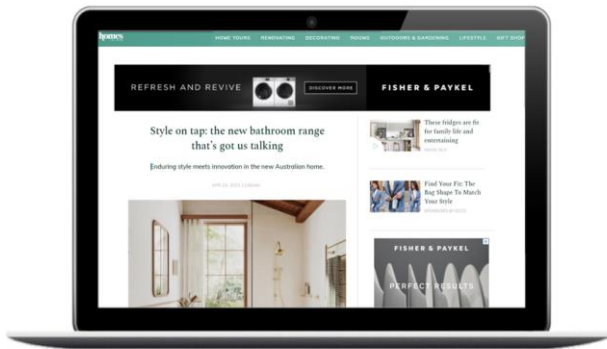 homes
HOME TOURS RENOVATING DECORATING ROOMS OUTDOORS & GARDENING LIFESTYLE GIFT SHOP
REFRESH AND REVIVE
DISCOVER MORE
FISHER & PAYKEL
Style on tap: the new bathroom range
that's got us talking
Enduring style meets innovation in the new Australian home.
These fridges are fit
for family life and
entertaining
Find Your Fit: The
Bag Shape To Match
Your Style
FISHER & PAYKEL
PERFECT RESULTS